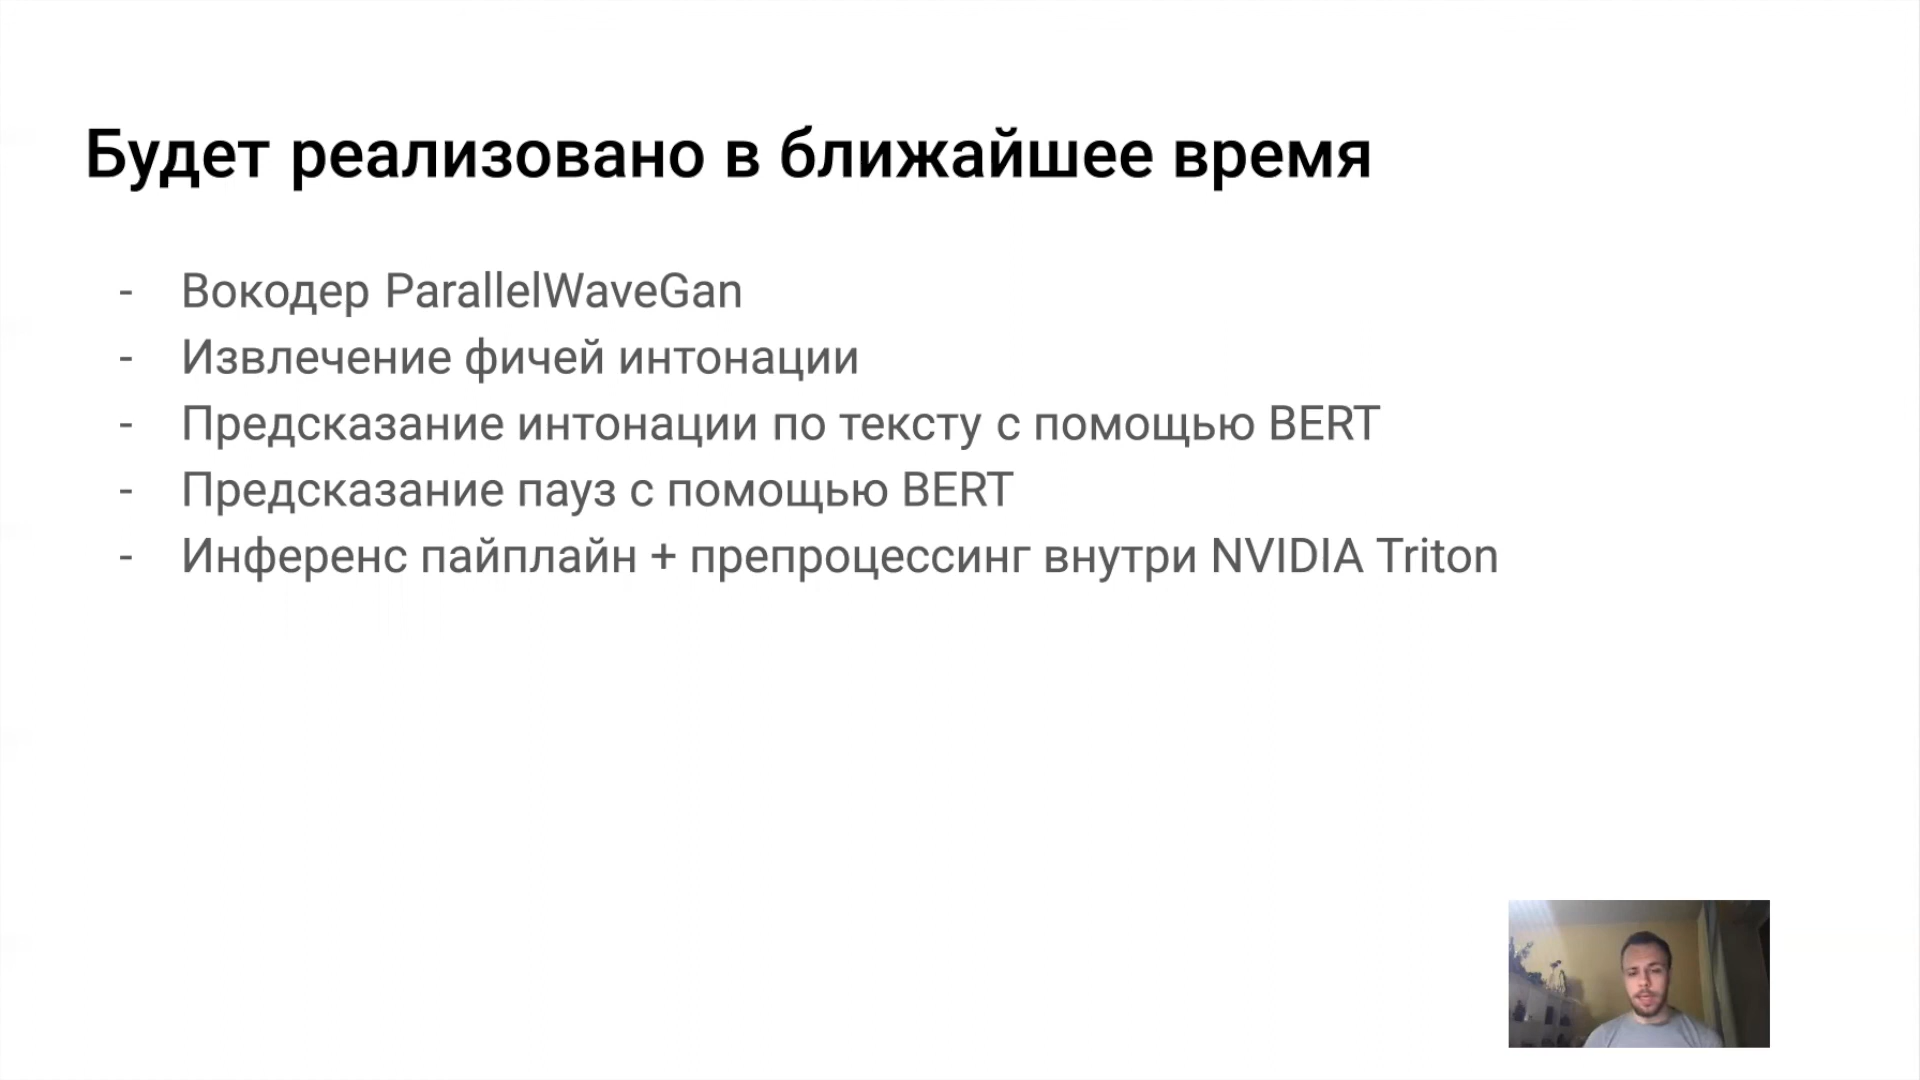 Будет реализовано в ближайшее время
- Вокодер ParallelWaveGan
- Извлечение фичей интонации
- Предсказание интонации по тексту с помощью BERT
- Предсказание пауз с помощью BERT
- Инференс пайплайн + препроцессинг внутри NVIDIA Triton